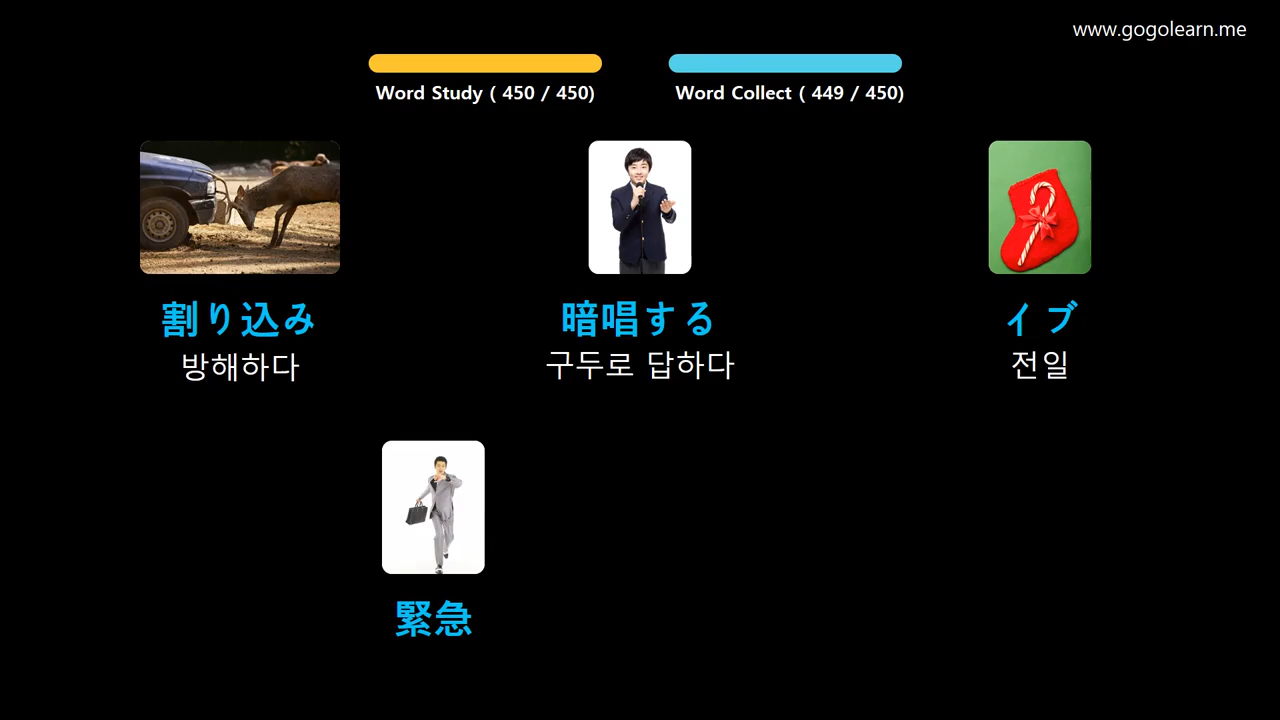 www.gogolearn.me
Word Study ( 450 / 450)
Word Collect ( 449 / 450)
割り込み
방해하다
暗唱する
구두로 답하다
イブ
전일
緊急